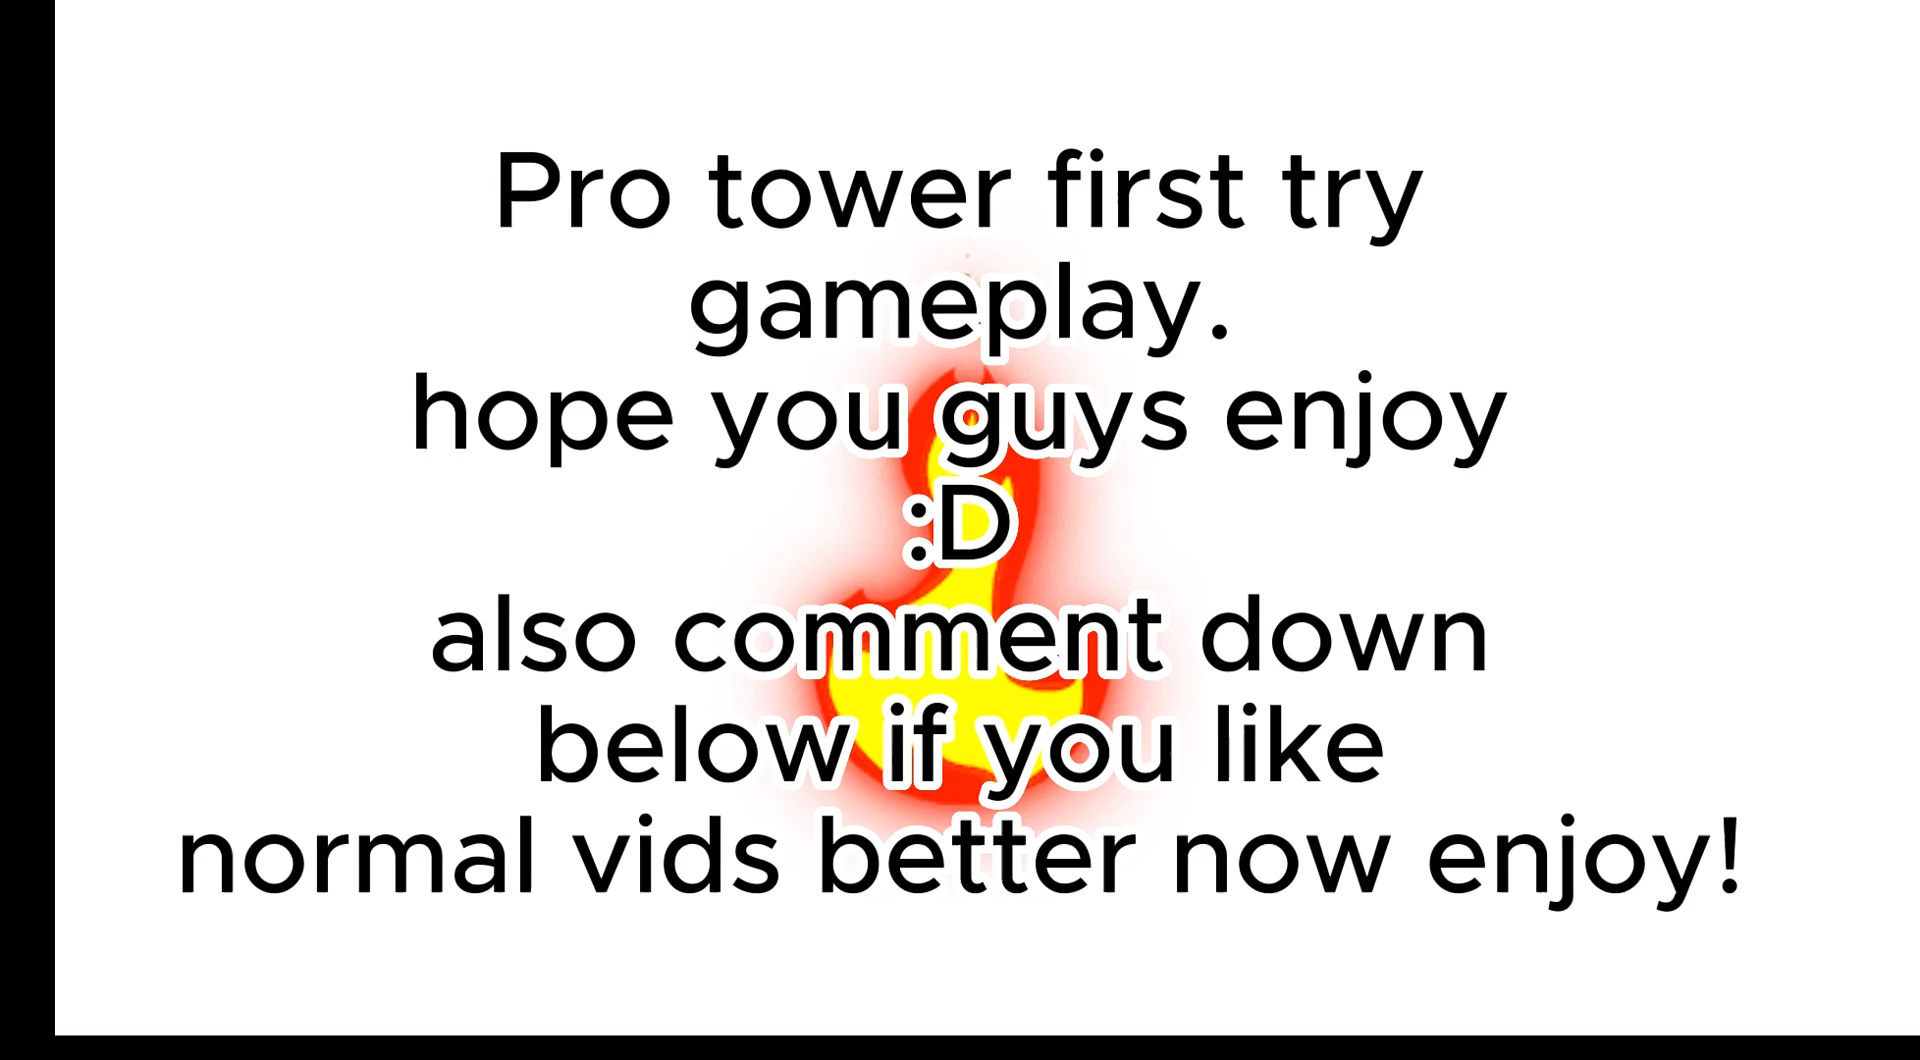 Pro tower first try
gameplay.
hope you guys enjoy
:D
also comment down
below if you like
normal vids better now enjoy!